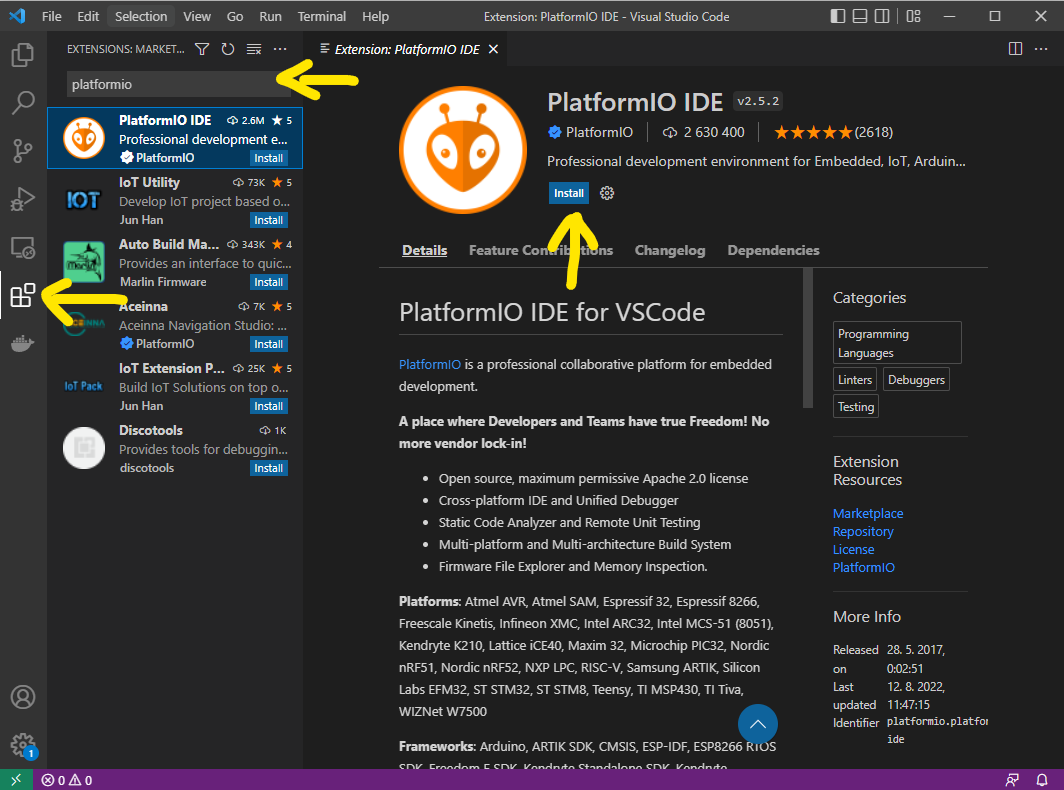 File Edit Selection View Go Run Terminal Help Extension: PlatformIO IDE - Visual Studio Code
EXTENSIONS: MARKET...
platformio
PlatformIO IDE 2.6M 5
Professional development e...
PlatformIO Install
IoT Utility 73K 5
IOT
Develop IoT project based o...
Jun Han Install
Auto Build Ma... 343K 4
Provides an interface to quic...
Marlin Firmware Install
Aceinna 7K 5
Aceinna Navigation Studio: ...
PlatformIO Install
IoT Extension P... 25K 5
IoT Pack
Build IoT Solutions on top o...
Jun Han Install
Discotools 1K
Provides tools for debuggin...
discotools Install
1
Extension: PlatformIO IDE
PlatformIO IDE v2.5.2
PlatformIO 2 630 400 (2618)
Professional development environment for Embedded, IoT, Arduin...
Install
Details Feature Contributions Changelog Dependencies
PlatformIO IDE for VSCode
PlatformIO is a professional collaborative platform for embedded
development.
A place where Developers and Teams have true Freedom! No
more vendor lock-in!
• Open source, maximum permissive Apache 2.0 license
• Cross-platform IDE and Unified Debugger
• Static Code Analyzer and Remote Unit Testing
• Multi-platform and Multi-architecture Build System
• Firmware File Explorer and Memory Inspection.
Platforms: Atmel AVR, Atmel SAM, Espressif 32, Espressif 8266,
Freescale Kinetis, Infineon XMC, Intel ARC32, Intel MCS-51 (8051),
Kendryte K210, Lattice iCE40, Maxim 32, Microchip PIC32, Nordic
nRF51, Nordic nRF52, NXP LPC, RISC-V, Samsung ARTIK, Silicon
Labs EFM32, ST STM32, ST STM8, Teensy, TI MSP430, TI Tiva,
WIZNet W7500
Frameworks: Arduino, ARTIK SDK, CMSIS, ESP-IDF, ESP8266 RTOS
SDK, Freedom E SDK, Kendryte Standalone SDK, Kendryte
Categories
Programming
Languages
Linters Debuggers
Testing
Extension
Resources
Marketplace
Repository
License
PlatformIO
More Info
Released 28. 5. 2017,
on 0:02:51
Last 12. 8. 2022,
updated 11:47:15
Identifier platformio.platfor
ide
0 0